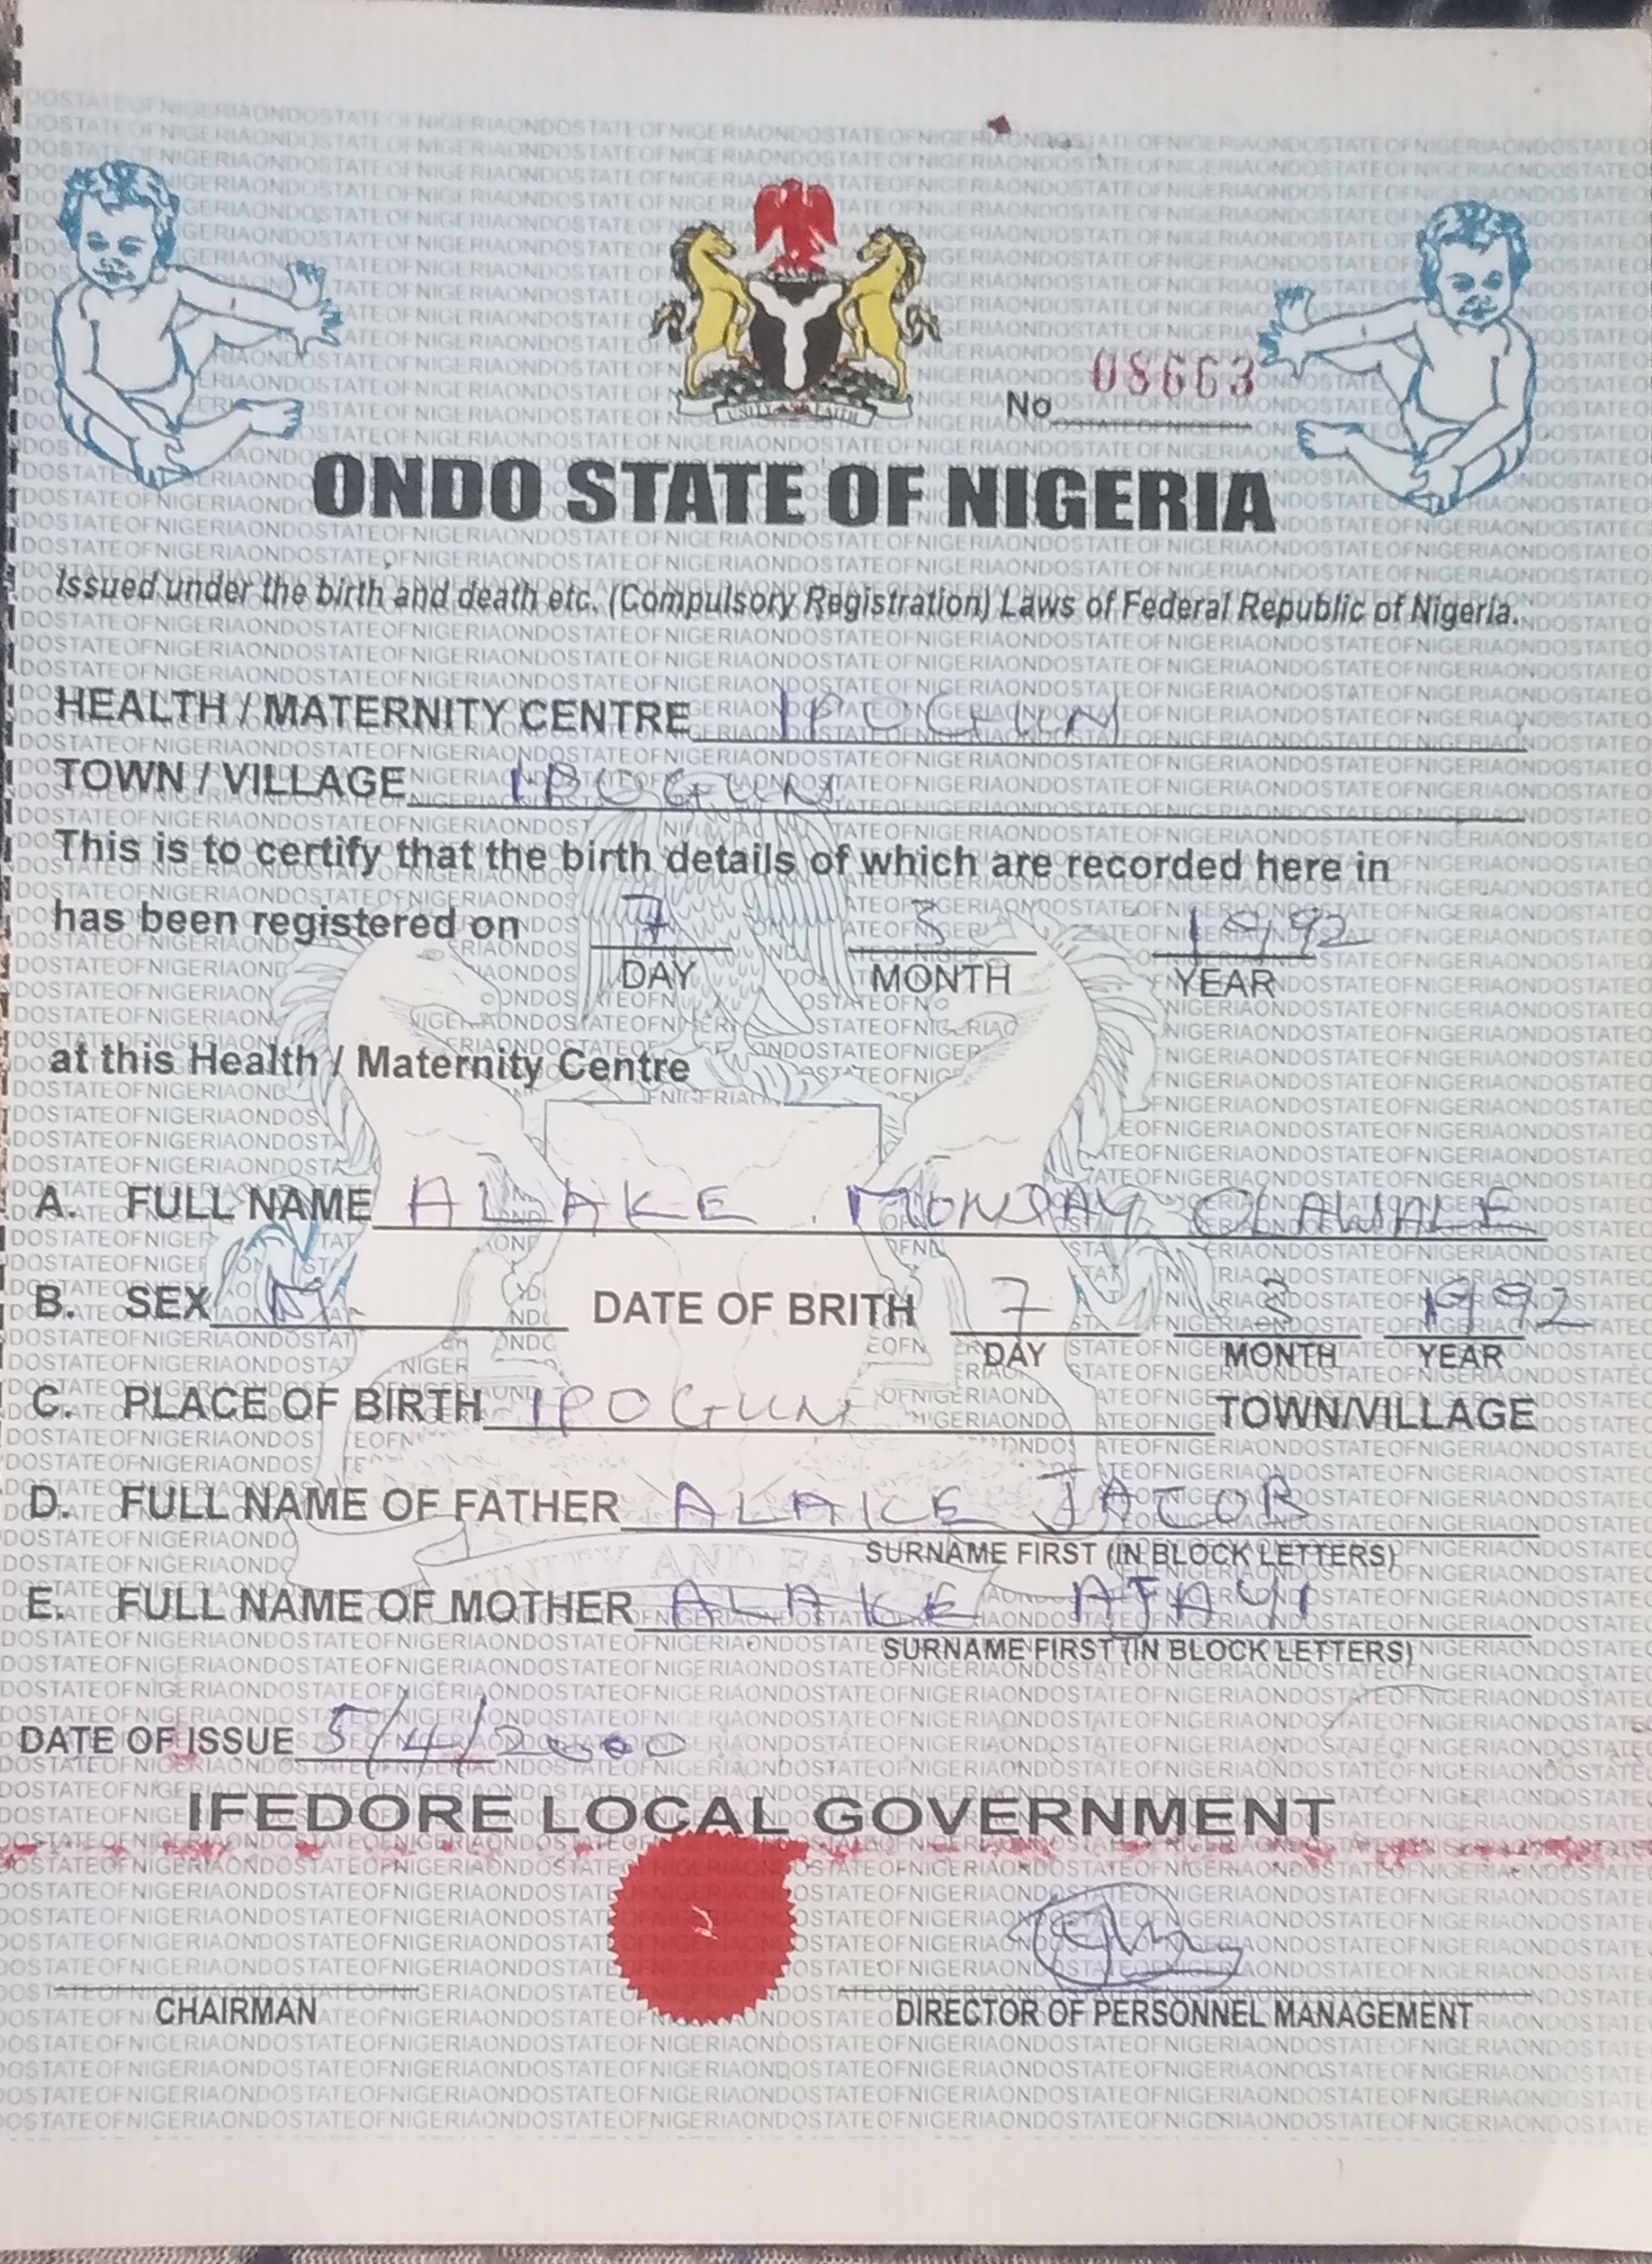 UNITY AND FAITH
No 08663
ONDO STATE OF NIGERIA
Issued under the birth and death etc. (Compulsory Registration) Laws of Federal Republic of Nigeria.
HEALTH / MATERNITY CENTRE IPOGUN
TOWN / VILLAGE IPOGUN
This is to certify that the birth details of which are recorded here in
has been registered on 7 3 1992
DAY MONTH YEAR
at this Health / Maternity Centre
A. FULL NAME ALAKE MONDAY OLAWALE
B. SEX M DATE OF BRITH 7 3 1992
DAY MONTH YEAR
C. PLACE OF BIRTH IPOGUN TOWN/VILLAGE
D. FULL NAME OF FATHER ALAKE JACOB
SURNAME FIRST (IN BLOCK LETTERS)
E. FULL NAME OF MOTHER ALAKE AJAYI
SURNAME FIRST (IN BLOCK LETTERS)
DATE OF ISSUE 5/4/2000
IFEDORE LOCAL GOVERNMENT
CHAIRMAN DIRECTOR OF PERSONNEL MANAGEMENT